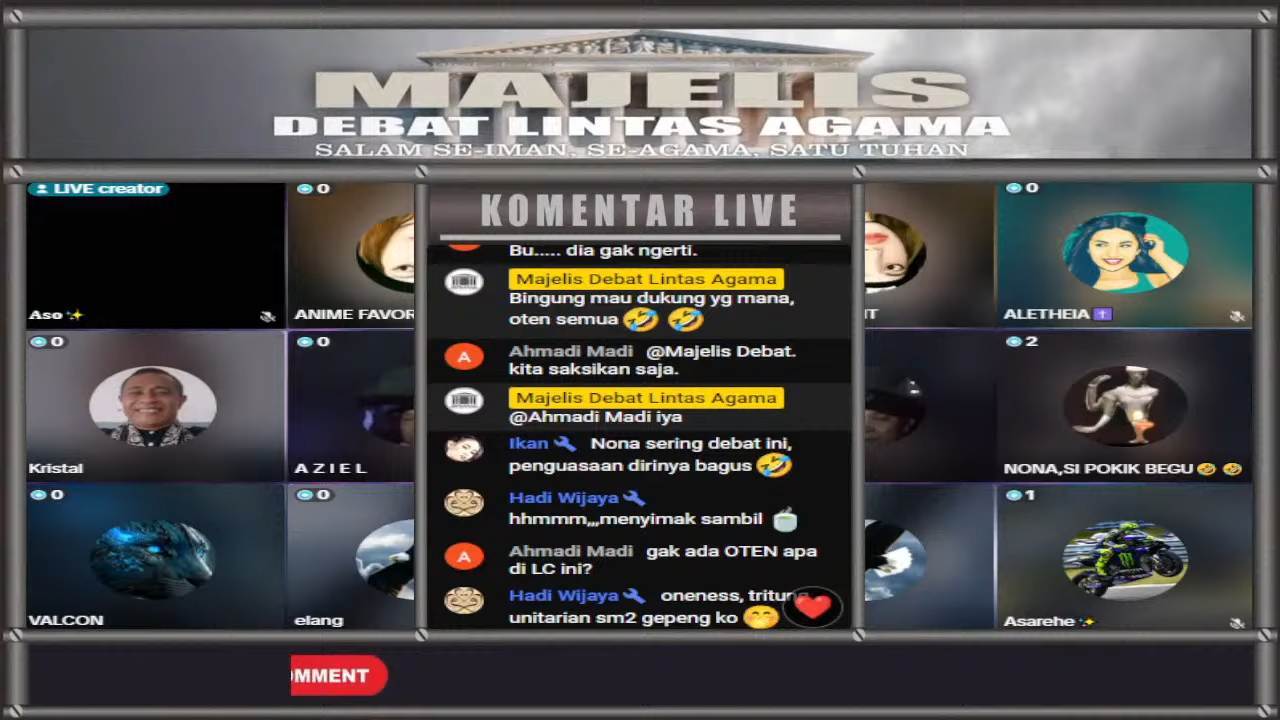 MAJELIS
DEBAT LINTAS AGAMA
SALAM SE-IMAN, SE-AGAMA, SATU TUHAN
LIVE creator
0
0
KOMENTAR LIVE
Aso
ANIME FAVOR
IT
ALETHEIA
Bu..... dia gak ngerti.
Majelis Debat Lintas Agama
Bingung mau dukung yg mana,
oten semua 🤣 🤣
0
0
2
A
Ahmadi Madi @Majelis Debat.
kita saksikan saja.
Majelis Debat Lintas Agama
@Ahmadi Madi iya
Ikan Nona sering debat ini,
penguasaan dirinya bagus 🤣
Kristal
A Z I E L
NONA,SI POKIK BEGU 🤣 🤣
0
0
1
Hadi Wijaya
hhmmm,,,menyimak sambil 🍵
A
Ahmadi Madi gak ada OTEN apa
di LC ini?
Hadi Wijaya oneness, tritung
unitarian sm2 gepeng ko 🤭
VALCON
elang
Asarehe
OMMENT